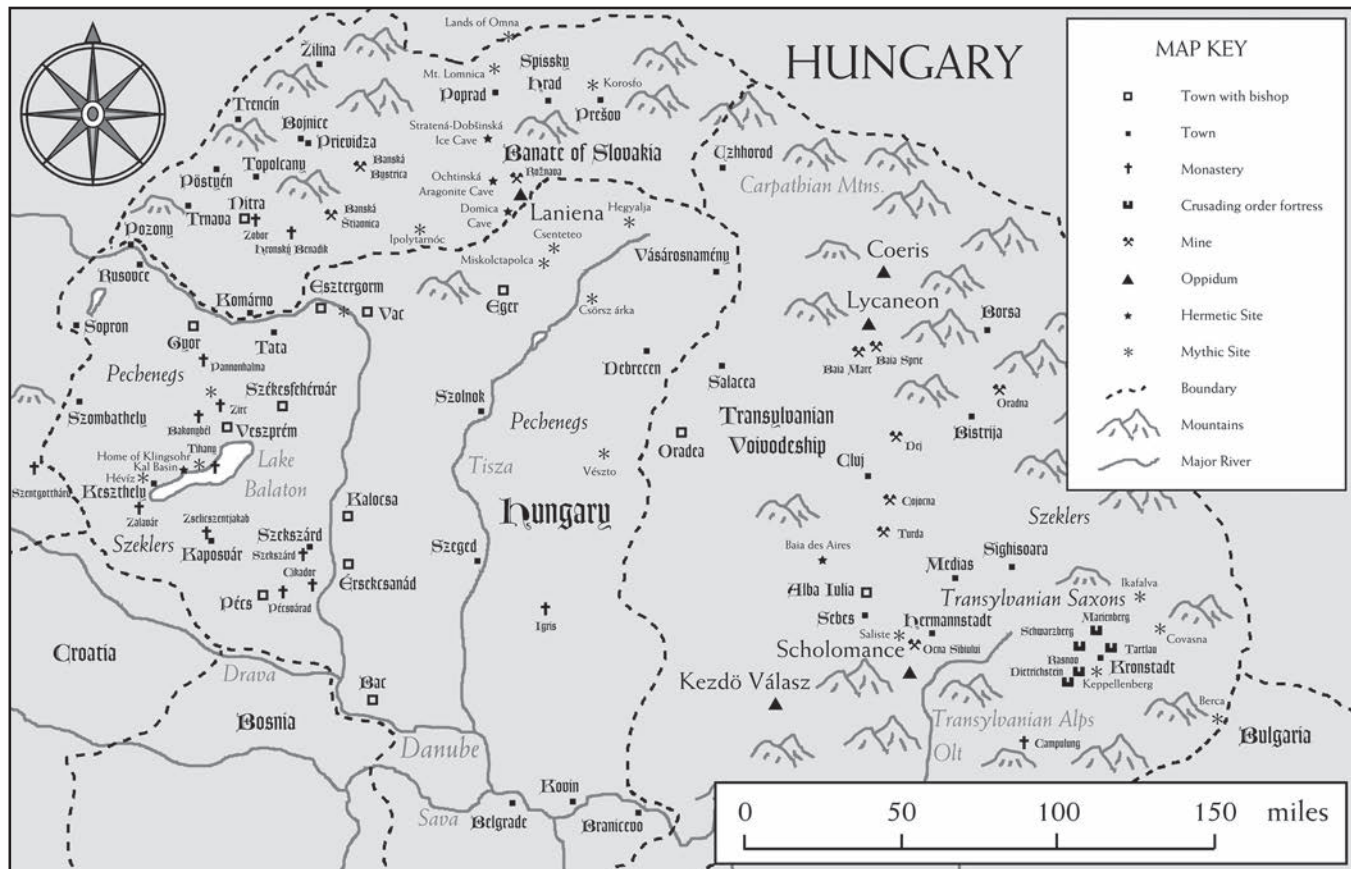 HUNGARY
MAP KEY
Town with bishop
Town
Monastery
Crusading order fortress
Mine
Oppidum
Hermetic Site
Mythic Site
Boundary
Mountains
Major River
Lands of Omna
Žilina
Mt. Lomnica
Spissky
hrad
Korosfo
Poprad
Prešov
Trencín
Bojnice
Prievidza
Stratená-Dobšinská
Ice Cave
Banate of Slovakia
Uzhhorod
Carpathian Mtns.
Topolcany
Pöstyén
Banská
Bystrica
Ochtinská
Aragonite Cave
Rožnava
Nitra
Trnava
Zobor
Hronský Benadik
Banská
Štiavnica
Domica
Cave
Laniena
Hegyalja
Ipolytarnóc
Csenteteo
Miskolctapolca
Vásárosnamény
Coeris
Pozony
Rusovce
Komárno
Esztergorm
Vac
Eger
Csörsz árka
Lycaneon
Borsa
Sopron
Gyor
Tata
Pannonhalma
Pechenegs
Debrecen
Salacea
Baia Mare
Baia Sprie
Oradna
Szombathely
Székesfehérvár
Zirc
Bakonybél
Veszprém
Szolnok
Pechenegs
Transylvanian
Voivodeship
Bistrija
Dej
Oradea
Home of Klingsohr
Tihany
Kal Basin
Hévíz
Lake
Balaton
Tisza
Vészto
Cluj
Szentgotthárd
Keszthely
Zalavár
Kalocsa
Hungary
Cojocna
Szeklers
Zselicszentjakab
Szeklers
Kaposvár
Szekszárd
Szekszárd
Szeged
Turda
Baia des Aires
Medias
Sighisoara
Cikador
Érsekcsanád
Alba Iulia
Transylvanian Saxons
Ikafalva
Pécs
Pécsvárad
Igris
Sebes
Hermannstadt
Marienberg
Schwarzberg
Tartlau
Covasna
Croatia
Saliste
Scholomance
Ocna Sibiului
Rasnov
Kronstadt
Dietrichstein
Keppellenberg
Drava
Bac
Kezdö Válasz
Berca
Bosnia
Danube
Transylvanian Alps
Olt
Campulung
Bulgaria
Sava
Belgrade
Kovin
Branicevo
0 50 100 150 miles